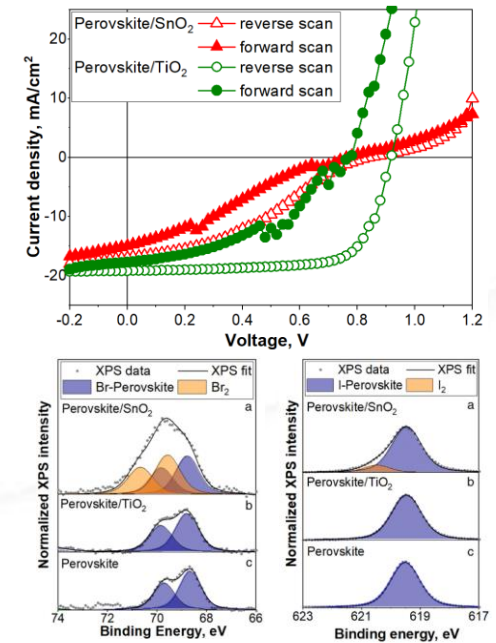 Perovskite/SnO₂ reverse scan
forward scan
Perovskite/TiO₂ reverse scan
forward scan
Current density, mA/cm²
25
20
10
0
-10
-20
-0.2 0.0 0.2 0.4 0.6 0.8 1.0 1.2
Voltage, V
XPS data XPS fit
Br-Perovskite Br₂
Perovskite/SnO₂ a
Perovskite/TiO₂ b
Perovskite c
Normalized XPS intensity
74 72 70 68 66
Binding Energy, eV
XPS data XPS fit
I-Perovskite I₂
Perovskite/SnO₂ a
Perovskite/TiO₂ b
Perovskite c
Normalized XPS intensity
623 621 619 617
Binding energy, eV